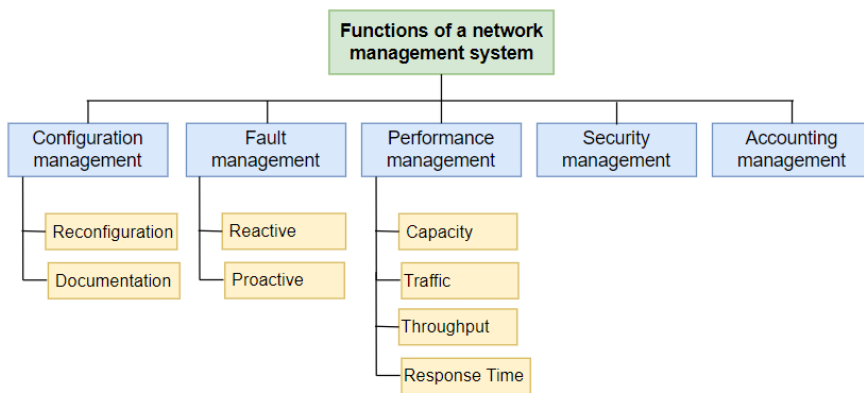 Functions of a network
management system
Configuration
management
Fault
management
Performance
management
Security
management
Accounting
management
Reconfiguration
Documentation
Reactive
Proactive
Capacity
Traffic
Throughput
Response Time